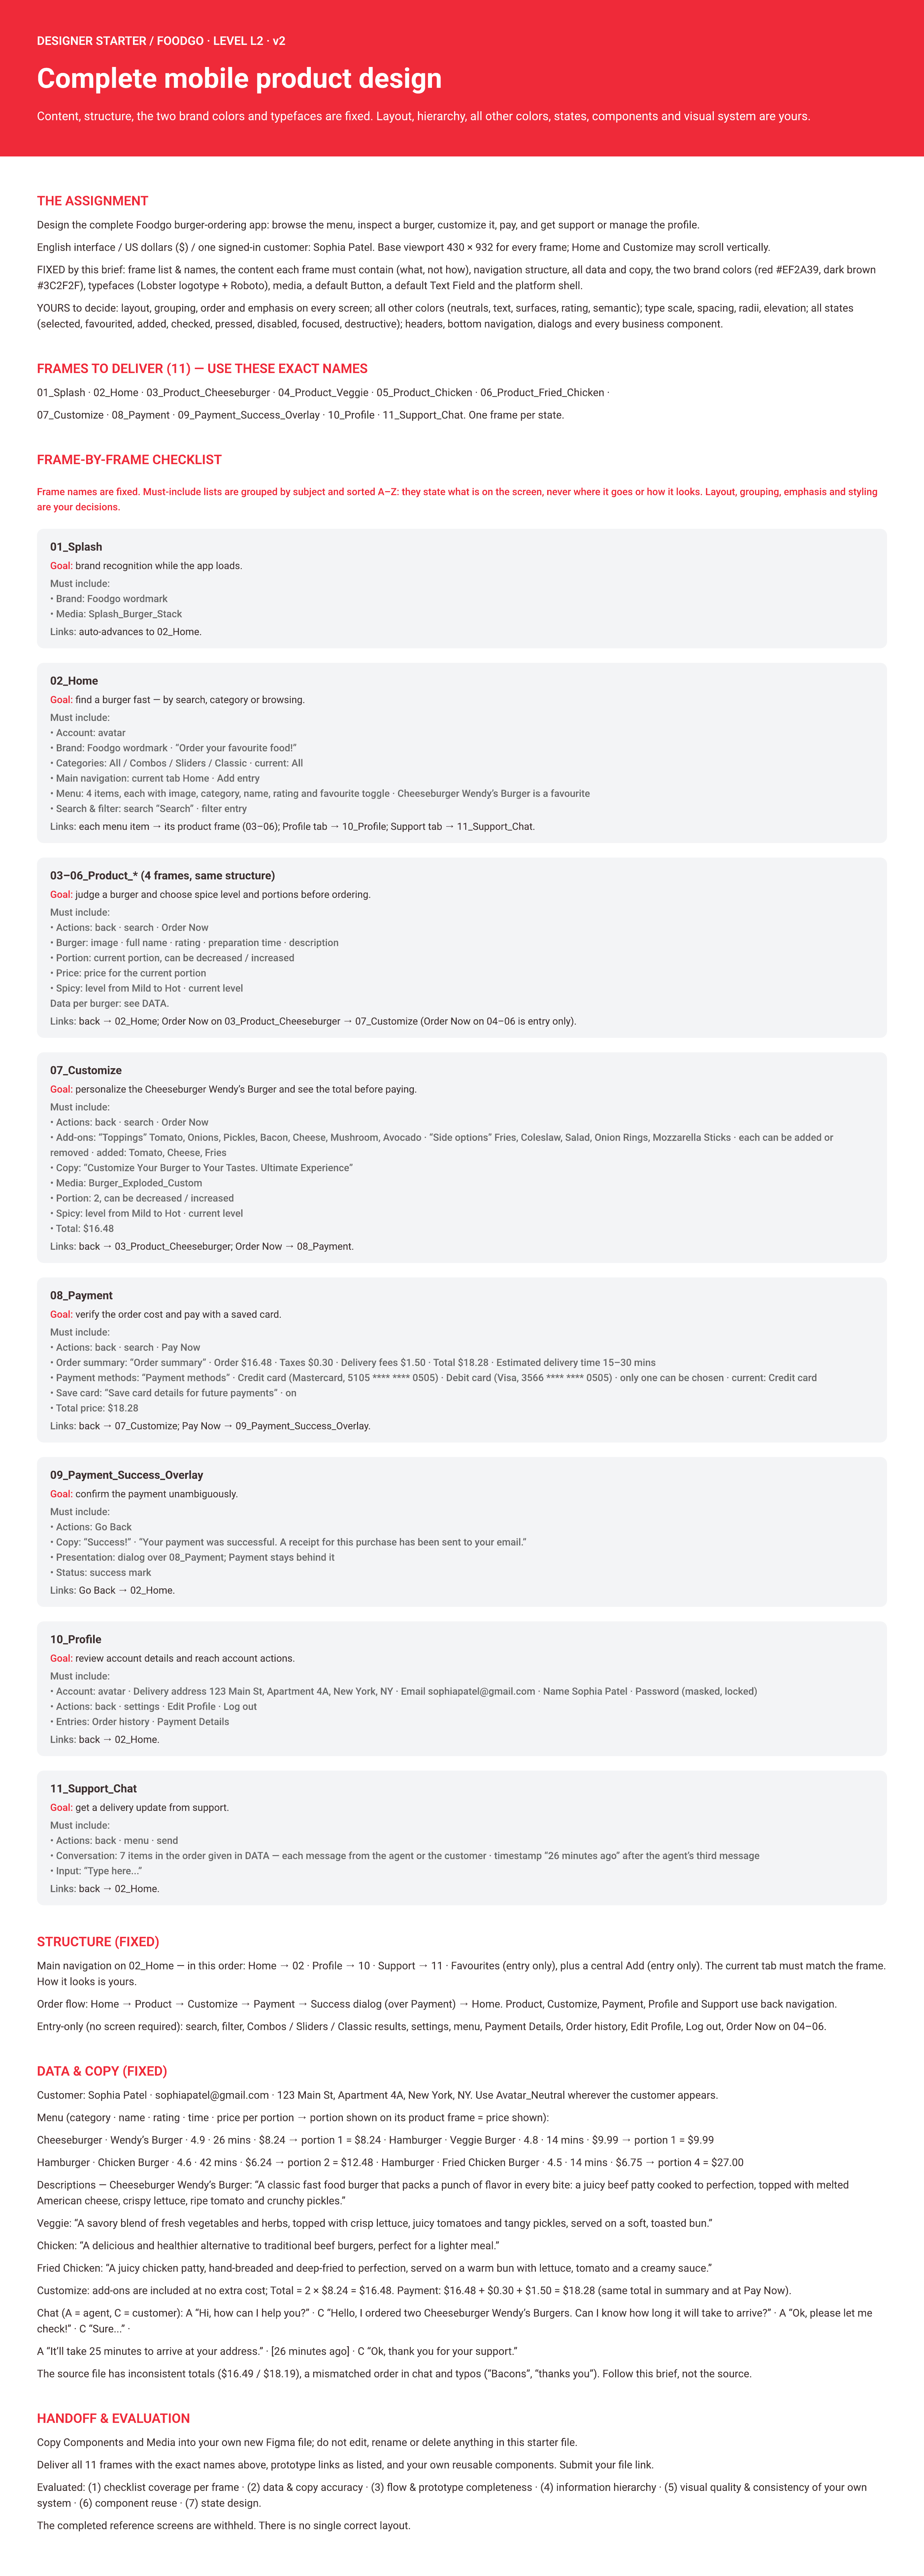 DESIGNER STARTER / FOODGO · LEVEL L2 · v2
Complete mobile product design
Content, structure, the two brand colors and typefaces are fixed. Layout, hierarchy, all other colors, states, components and visual system are yours.
THE ASSIGNMENT
Design the complete Foodgo burger-ordering app: browse the menu, inspect a burger, customize it, pay, and get support or manage the profile.
English interface / US dollars ($) / one signed-in customer: Sophia Patel. Base viewport 430 × 932 for every frame; Home and Customize may scroll vertically.
FIXED by this brief: frame list & names, the content each frame must contain (what, not how), navigation structure, all data and copy, the two brand colors (red #EF2A39, dark brown
#3C2F2F), typefaces (Lobster logotype + Roboto), media, a default Button, a default Text Field and the platform shell.
YOURS to decide: layout, grouping, order and emphasis on every screen; all other colors (neutrals, text, surfaces, rating, semantic); type scale, spacing, radii, elevation; all states
(selected, favourited, added, checked, pressed, disabled, focused, destructive); headers, bottom navigation, dialogs and every business component.
FRAMES TO DELIVER (11) — USE THESE EXACT NAMES
01_Splash · 02_Home · 03_Product_Cheeseburger · 04_Product_Veggie · 05_Product_Chicken · 06_Product_Fried_Chicken ·
07_Customize · 08_Payment · 09_Payment_Success_Overlay · 10_Profile · 11_Support_Chat. One frame per state.
FRAME-BY-FRAME CHECKLIST
Frame names are fixed. Must-include lists are grouped by subject and sorted A–Z: they state what is on the screen, never where it goes or how it looks. Layout, grouping, emphasis and styling
are your decisions.
01_Splash
Goal: brand recognition while the app loads.
Must include:
• Brand: Foodgo wordmark
• Media: Splash_Burger_Stack
Links: auto-advances to 02_Home.
02_Home
Goal: find a burger fast — by search, category or browsing.
Must include:
• Account: avatar
• Brand: Foodgo wordmark · “Order your favourite food!”
• Categories: All / Combos / Sliders / Classic · current: All
• Main navigation: current tab Home · Add entry
• Menu: 4 items, each with image, category, name, rating and favourite toggle · Cheeseburger Wendy’s Burger is a favourite
• Search & filter: search “Search” · filter entry
Links: each menu item → its product frame (03–06); Profile tab → 10_Profile; Support tab → 11_Support_Chat.
03–06_Product_* (4 frames, same structure)
Goal: judge a burger and choose spice level and portions before ordering.
Must include:
• Actions: back · search · Order Now
• Burger: image · full name · rating · preparation time · description
• Portion: current portion, can be decreased / increased
• Price: price for the current portion
• Spicy: level from Mild to Hot · current level
Data per burger: see DATA.
Links: back → 02_Home; Order Now on 03_Product_Cheeseburger → 07_Customize (Order Now on 04–06 is entry only).
07_Customize
Goal: personalize the Cheeseburger Wendy’s Burger and see the total before paying.
Must include:
• Actions: back · search · Order Now
• Add-ons: “Toppings” Tomato, Onions, Pickles, Bacon, Cheese, Mushroom, Avocado · “Side options” Fries, Coleslaw, Salad, Onion Rings, Mozzarella Sticks · each can be added or
removed · added: Tomato, Cheese, Fries
• Copy: “Customize Your Burger to Your Tastes. Ultimate Experience”
• Media: Burger_Exploded_Custom
• Portion: 2, can be decreased / increased
• Spicy: level from Mild to Hot · current level
• Total: $16.48
Links: back → 03_Product_Cheeseburger; Order Now → 08_Payment.
08_Payment
Goal: verify the order cost and pay with a saved card.
Must include:
• Actions: back · search · Pay Now
• Order summary: “Order summary” · Order $16.48 · Taxes $0.30 · Delivery fees $1.50 · Total $18.28 · Estimated delivery time 15–30 mins
• Payment methods: “Payment methods” · Credit card (Mastercard, 5105 **** **** 0505) · Debit card (Visa, 3566 **** **** 0505) · only one can be chosen · current: Credit card
• Save card: “Save card details for future payments” · on
• Total price: $18.28
Links: back → 07_Customize; Pay Now → 09_Payment_Success_Overlay.
09_Payment_Success_Overlay
Goal: confirm the payment unambiguously.
Must include:
• Actions: Go Back
• Copy: “Success!” · “Your payment was successful. A receipt for this purchase has been sent to your email.”
• Presentation: dialog over 08_Payment; Payment stays behind it
• Status: success mark
Links: Go Back → 02_Home.
10_Profile
Goal: review account details and reach account actions.
Must include:
• Account: avatar · Delivery address 123 Main St, Apartment 4A, New York, NY · Email sophiapatel@gmail.com · Name Sophia Patel · Password (masked, locked)
• Actions: back · settings · Edit Profile · Log out
• Entries: Order history · Payment Details
Links: back → 02_Home.
11_Support_Chat
Goal: get a delivery update from support.
Must include:
• Actions: back · menu · send
• Conversation: 7 items in the order given in DATA — each message from the agent or the customer · timestamp “26 minutes ago” after the agent’s third message
• Input: “Type here...”
Links: back → 02_Home.
STRUCTURE (FIXED)
Main navigation on 02_Home — in this order: Home → 02 · Profile → 10 · Support → 11 · Favourites (entry only), plus a central Add (entry only). The current tab must match the frame.
How it looks is yours.
Order flow: Home → Product → Customize → Payment → Success dialog (over Payment) → Home. Product, Customize, Payment, Profile and Support use back navigation.
Entry-only (no screen required): search, filter, Combos / Sliders / Classic results, settings, menu, Payment Details, Order history, Edit Profile, Log out, Order Now on 04–06.
DATA & COPY (FIXED)
Customer: Sophia Patel · sophiapatel@gmail.com · 123 Main St, Apartment 4A, New York, NY. Use Avatar_Neutral wherever the customer appears.
Menu (category · name · rating · time · price per portion → portion shown on its product frame = price shown):
Cheeseburger · Wendy’s Burger · 4.9 · 26 mins · $8.24 → portion 1 = $8.24 · Hamburger · Veggie Burger · 4.8 · 14 mins · $9.99 → portion 1 = $9.99
Hamburger · Chicken Burger · 4.6 · 42 mins · $6.24 → portion 2 = $12.48 · Hamburger · Fried Chicken Burger · 4.5 · 14 mins · $6.75 → portion 4 = $27.00
Descriptions — Cheeseburger Wendy’s Burger: “A classic fast food burger that packs a punch of flavor in every bite: a juicy beef patty cooked to perfection, topped with melted
American cheese, crispy lettuce, ripe tomato and crunchy pickles.”
Veggie: “A savory blend of fresh vegetables and herbs, topped with crisp lettuce, juicy tomatoes and tangy pickles, served on a soft, toasted bun.”
Chicken: “A delicious and healthier alternative to traditional beef burgers, perfect for a lighter meal.”
Fried Chicken: “A juicy chicken patty, hand-breaded and deep-fried to perfection, served on a warm bun with lettuce, tomato and a creamy sauce.”
Customize: add-ons are included at no extra cost; Total = 2 × $8.24 = $16.48. Payment: $16.48 + $0.30 + $1.50 = $18.28 (same total in summary and at Pay Now).
Chat (A = agent, C = customer): A “Hi, how can I help you?” · C “Hello, I ordered two Cheeseburger Wendy’s Burgers. Can I know how long it will take to arrive?” · A “Ok, please let me
check!” · C “Sure...” ·
A “It’ll take 25 minutes to arrive at your address.” · [26 minutes ago] · C “Ok, thank you for your support.”
The source file has inconsistent totals ($16.49 / $18.19), a mismatched order in chat and typos (“Bacons”, “thanks you”). Follow this brief, not the source.
HANDOFF & EVALUATION
Copy Components and Media into your own new Figma file; do not edit, rename or delete anything in this starter file.
Deliver all 11 frames with the exact names above, prototype links as listed, and your own reusable components. Submit your file link.
Evaluated: (1) checklist coverage per frame · (2) data & copy accuracy · (3) flow & prototype completeness · (4) information hierarchy · (5) visual quality & consistency of your own
system · (6) component reuse · (7) state design.
The completed reference screens are withheld. There is no single correct layout.